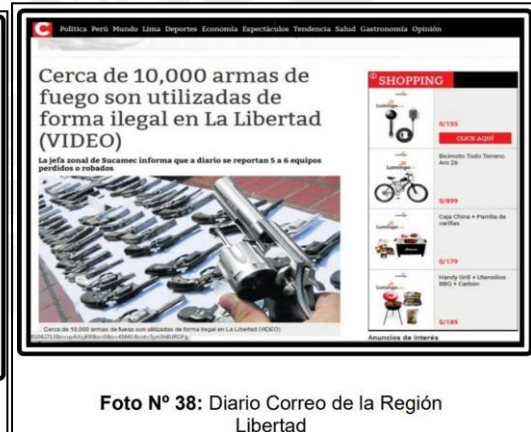 C Política Perú Mundo Lima Deportes Economía Espectáculos Tendencia Salud Gastronomía Opinión
Cerca de 10,000 armas de
fuego son utilizadas de
forma ilegal en La Libertad
(VIDEO)
La jefa zonal de Sucamec informa que a diario se reportan 5 a 6 equipos
perdidos o robados
Cerca de 10,000 armas de fuego son utilizadas de forma ilegal en La Libertad (VIDEO)
SHOPPING
Lumingo
S/155
CLICK AQUÍ
Bicimoto Todo Terreno
Aro 26
Lumingo
S/899
Caja China + Parrilla de
varillas
Lumingo
S/179
Handy Grill + Utensilios
BBQ + Carbón
Lumingo
S/189
Anuncios de interés
Foto Nº 38: Diario Correo de la Región
Libertad